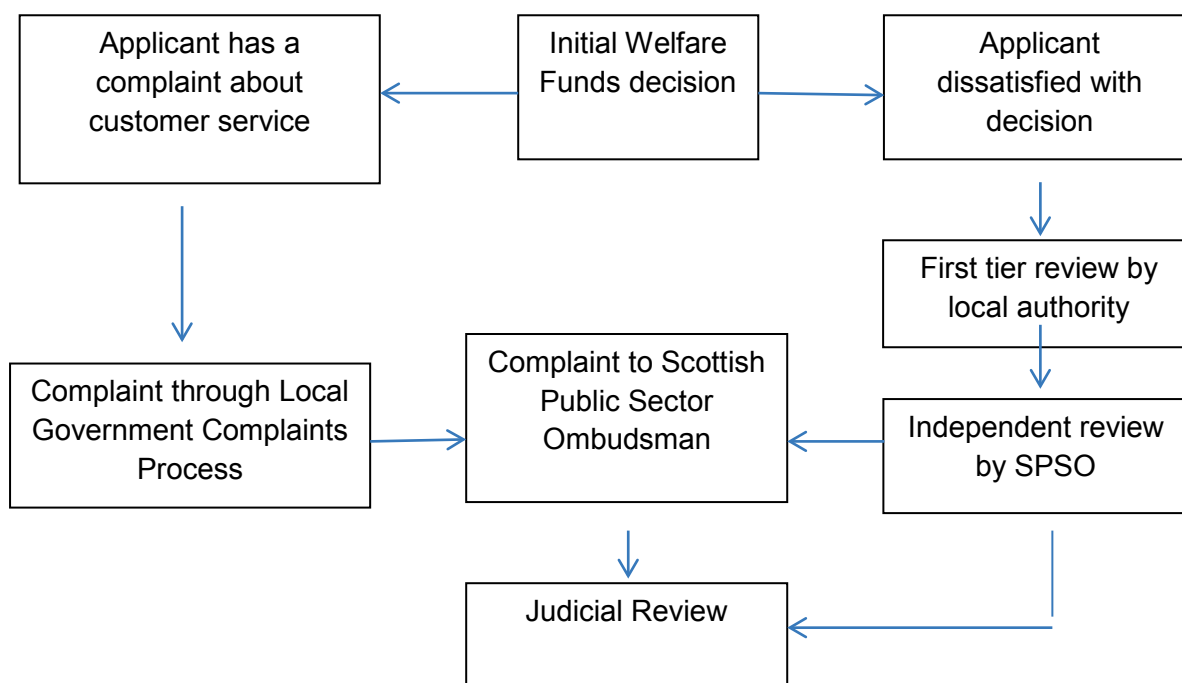 Applicant has a
complaint about
customer service
Initial Welfare
Funds decision
Applicant
dissatisfied with
decision
First tier review by
local authority
Complaint through Local
Government Complaints
Process
Complaint to Scottish
Public Sector
Ombudsman
Independent review
by SPSO
Judicial Review